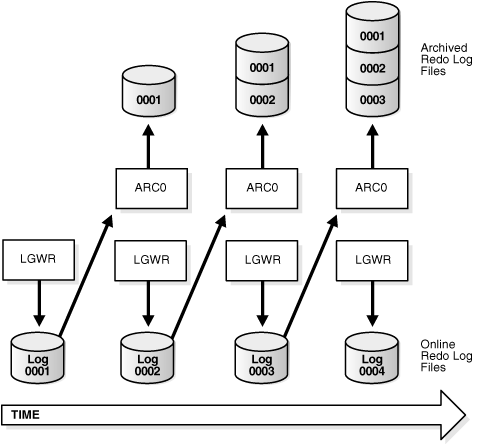 0001
0001
0002
0001
0002
0003
Archived
Redo Log
Files
ARC0
ARC0
ARC0
LGWR
LGWR
LGWR
LGWR
Log
0001
Log
0002
Log
0003
Log
0004
Online
Redo Log
Files
TIME